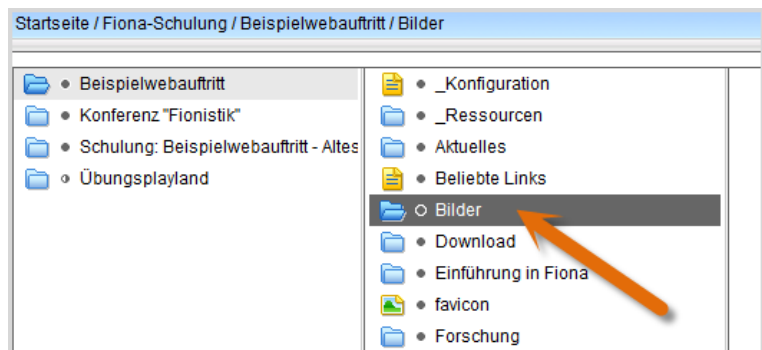 Startseite / Fiona-Schulung / Beispielwebauftritt / Bilder
Beispielwebauftritt
Konferenz "Fionistik"
Schulung: Beispielwebauftritt - Altes
Übungsplayland
_Konfiguration
_Ressourcen
Aktuelles
Beliebte Links
Bilder
Download
Einführung in Fiona
favicon
Forschung